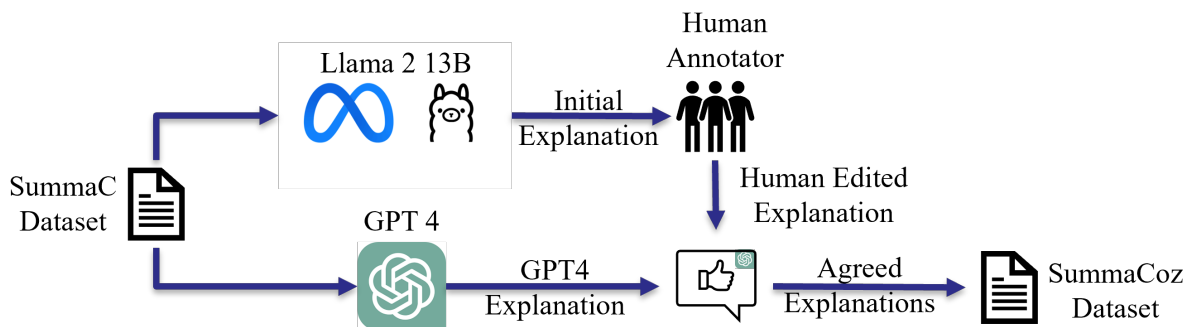 Human
Annotator
Llama 2 13B
Initial
Explanation
SummaC
Dataset
Human Edited
Explanation
GPT 4
GPT4
Explanation
Agreed
Explanations
SummaCoz
Dataset